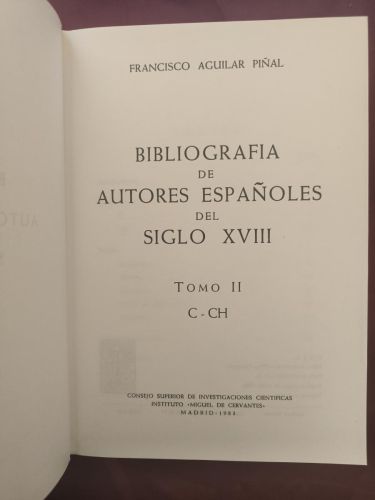 FRANCISCO AGUILAR PIÑAL
BIBLIOGRAFIA
DE
AUTORES ESPAÑOLES
DEL
SIGLO XVIII
TOMO II
C - CH
CONSEJO SUPERIOR DE INVESTIGACIONES CIENTIFICAS
INSTITUTO «MIGUEL DE CERVANTES»
MADRID - 1983